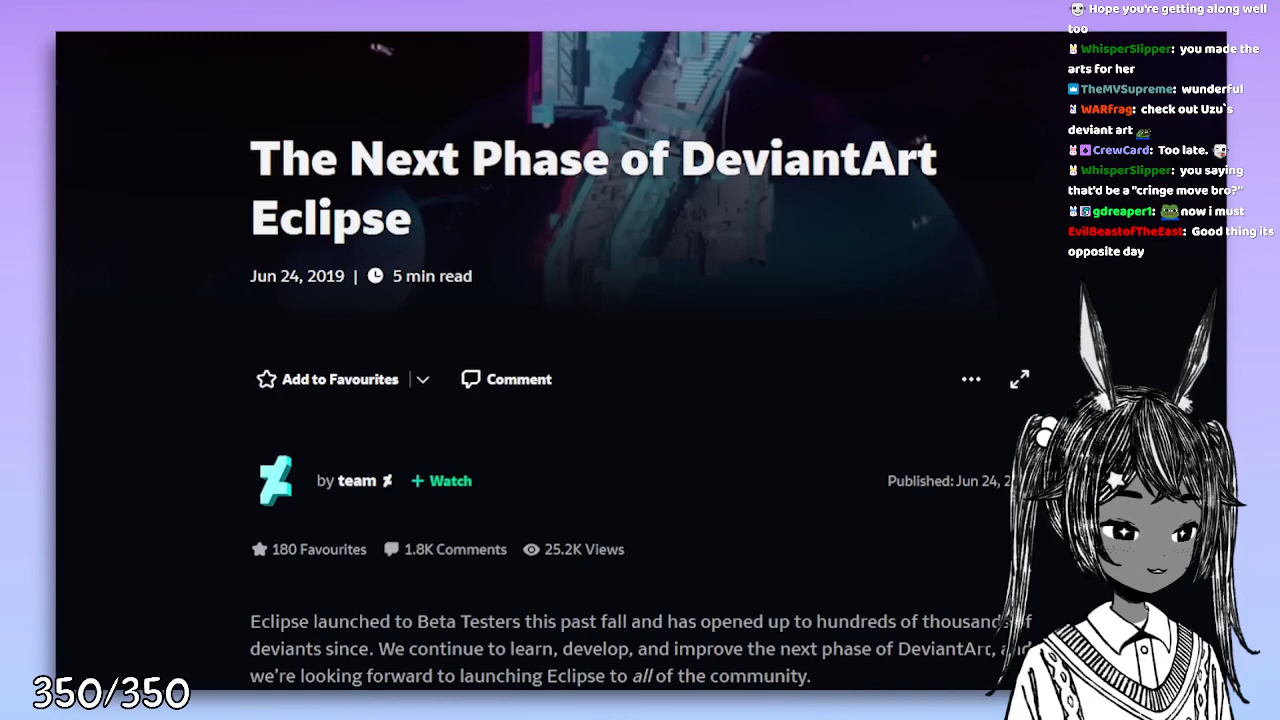 Hope you're getting along well
too
WhisperSlipper: you made the
arts for her
TheMVSupreme: wunderful
WARfrag: check out Uzu`s
deviant art
CrewCard: Too late.
WhisperSlipper: you saying
that'd be a "cringe move bro?"
gdreaper1: now i must
EvilBeastofTheEast: Good thing its
opposite day
The Next Phase of DeviantArt
Eclipse
Jun 24, 2019 | 5 min read
Add to Favourites Comment
by team + Watch
Published: Jun 24, 2
180 Favourites 1.8K Comments 25.2K Views
Eclipse launched to Beta Testers this past fall and has opened up to hundreds of thousands of
deviants since. We continue to learn, develop, and improve the next phase of DeviantArt, and
we're looking forward to launching Eclipse to all of the community.
350/350